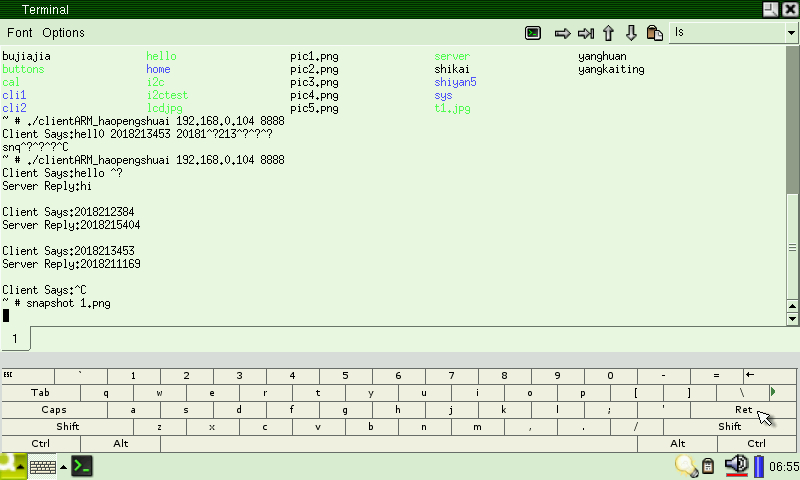 Terminal
Font Options ls
bujiajia hello pic1.png server yanghuan
buttons home pic2.png shikai yangkaiting
cal i2c pic3.png shiyan5
cli1 i2ctest pic4.png sys
cli2 lcdjpg pic5.png t1.jpg
~ # ./clientARM_haopengshuai 192.168.0.104 8888
Client Says:hell0 2018213453 20181^?213^?^?^?
snq^?^?^?^C
~ # ./clientARM_haopengshuai 192.168.0.104 8888
Client Says:hello ^?
Server Reply:hi
Client Says:2018212384
Server Reply:2018215404
Client Says:2018213453
Server Reply:2018211169
Client Says:^C
~ # snapshot 1.png
1
ESC ` 1 2 3 4 5 6 7 8 9 0 - = ←
Tab q w e r t y u i o p [ ] \
Caps a s d f g h j k l ; ' Ret
Shift z x c v b n m , . / Shift
Ctrl Alt Alt Ctrl
06:55